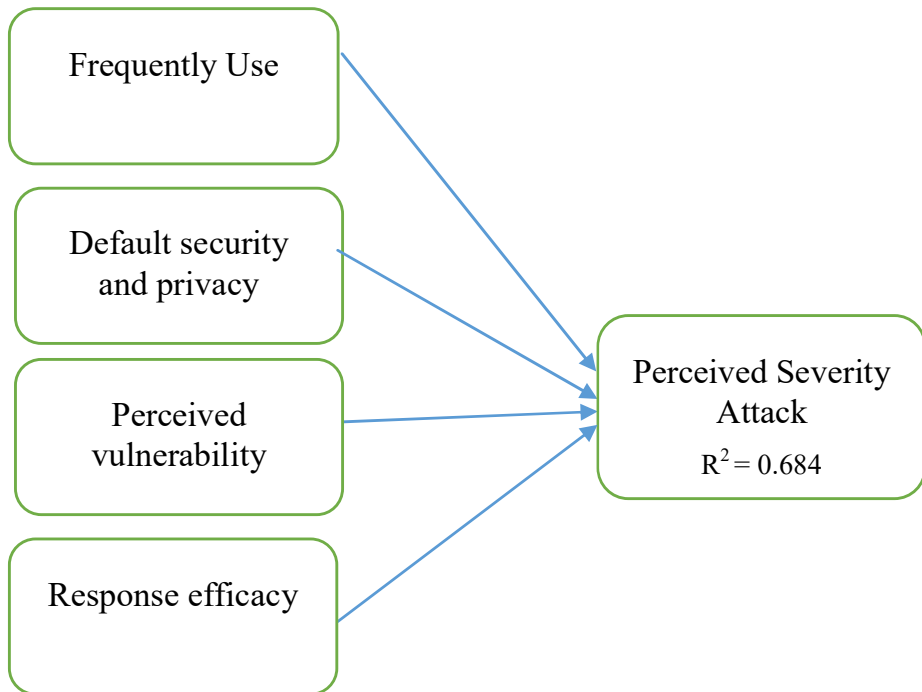 Frequently Use
Default security
and privacy
Perceived
vulnerability
Response efficacy
Perceived Severity
Attack
R² = 0.684